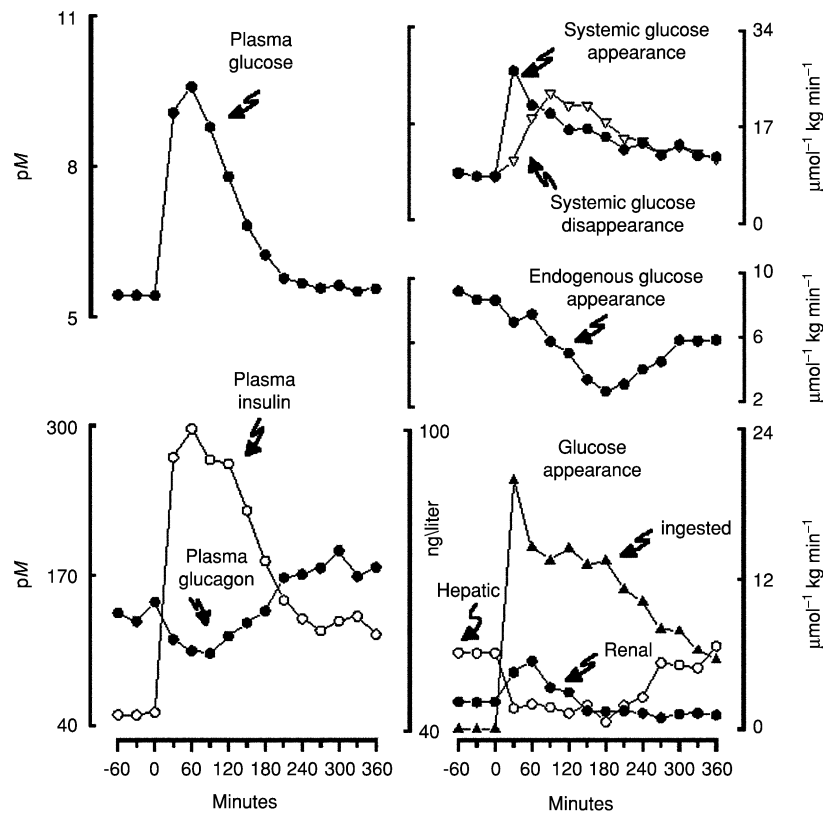 11
8
5
pM
Plasma
glucose
34
17
0
μmol⁻¹ kg min⁻¹
Systemic glucose
appearance
Systemic glucose
disappearance
10
6
2
μmol⁻¹ kg min⁻¹
Endogenous glucose
appearance
300
170
40
pM
Plasma
insulin
Plasma
glucagon
100
40
ng\liter
-60 0 60 120 180 240 300 360
Minutes
24
12
0
μmol⁻¹ kg min⁻¹
Glucose
appearance
ingested
Hepatic
Renal
-60 0 60 120 180 240 300 360
Minutes